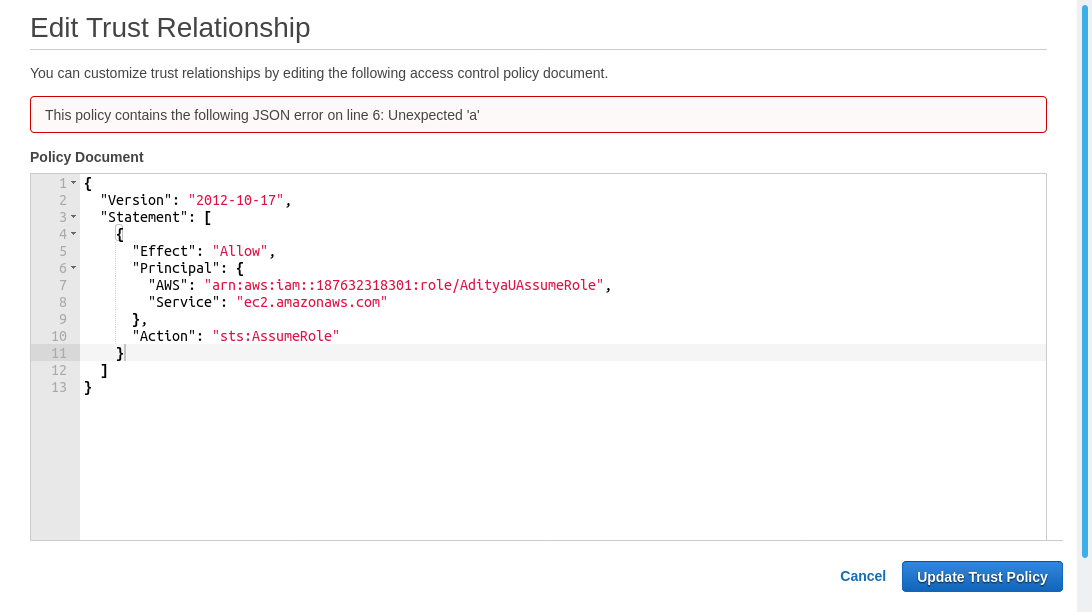 Edit Trust Relationship
You can customize trust relationships by editing the following access control policy document.
This policy contains the following JSON error on line 6: Unexpected 'a'
Policy Document
1 {
2   "Version": "2012-10-17",
3   "Statement": [
4     {
5       "Effect": "Allow",
6       "Principal": {
7         "AWS": "arn:aws:iam::187632318301:role/AdityaUAssumeRole",
8         "Service": "ec2.amazonaws.com"
9       },
10       "Action": "sts:AssumeRole"
11     }
12   ]
13 }
Cancel Update Trust Policy